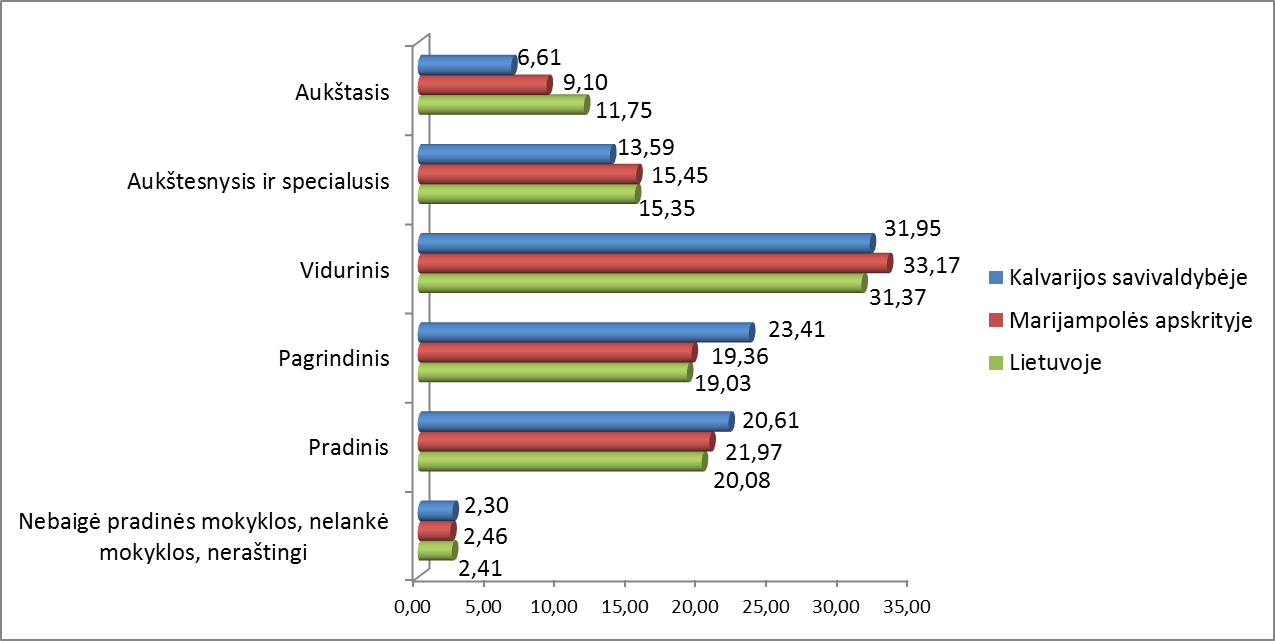 Aukštasis
6,61
9,10
11,75
Aukštesnysis ir specialusis
13,59
15,45
15,35
Vidurinis
31,95
33,17
31,37
Pagrindinis
23,41
19,36
19,03
Pradinis
20,61
21,97
20,08
Nebaigė pradinės mokyklos, nelankė
mokyklos, neraštingi
2,30
2,46
2,41
0,00 5,00 10,00 15,00 20,00 25,00 30,00 35,00
Kalvarijos savivaldybėje
Marijampolės apskrityje
Lietuvoje